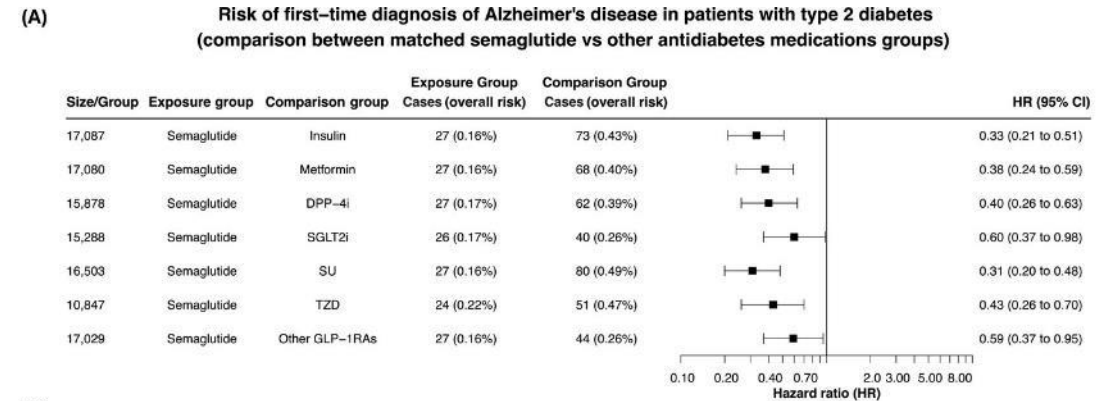 (A)
Risk of first−time diagnosis of Alzheimer's disease in patients with type 2 diabetes
(comparison between matched semaglutide vs other antidiabetes medications groups)
Exposure Group Comparison Group
Size/Group Exposure group Comparison group Cases (overall risk) Cases (overall risk) HR (95% CI)
17,087 Semaglutide Insulin 27 (0.16%) 73 (0.43%) 0.33 (0.21 to 0.51)
17,080 Semaglutide Metformin 27 (0.16%) 68 (0.40%) 0.38 (0.24 to 0.59)
15,878 Semaglutide DPP−4i 27 (0.17%) 62 (0.39%) 0.40 (0.26 to 0.63)
15,288 Semaglutide SGLT2i 26 (0.17%) 40 (0.26%) 0.60 (0.37 to 0.98)
16,503 Semaglutide SU 27 (0.16%) 80 (0.49%) 0.31 (0.20 to 0.48)
10,847 Semaglutide TZD 24 (0.22%) 51 (0.47%) 0.43 (0.26 to 0.70)
17,029 Semaglutide Other GLP−1RAs 27 (0.16%) 44 (0.26%) 0.59 (0.37 to 0.95)
0.10 0.20 0.40 0.70 2.0 3.00 5.00 8.00
Hazard ratio (HR)